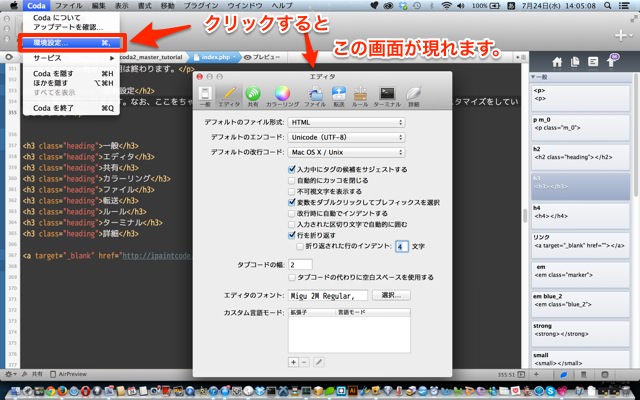 Coda ファイル 編集 表示 書式 移動 プラグイン ウインドウ ヘルプ
100% 7月24日(水) 14:05:08
Coda について
アップデートを確認...
環境設定... ⌘,
サービス
Coda を隠す ⌘H
ほかを隠す ⌥⌘H
すべてを表示
Coda を終了 ⌘Q
クリックすると
この画面が現れます。
coda2_master_tutorial
index.php
プレビュー
用は終わります。</p>
設定</h2>
す。なお、ここをちゃ
スタマイズをしてい
<h3 class="heading">一般</h3>
<h3 class="heading">エディタ</h3>
<h3 class="heading">共有</h3>
<h3 class="heading">カラーリング</h3>
<h3 class="heading">ファイル</h3>
<h3 class="heading">転送</h3>
<h3 class="heading">ルール</h3>
<h3 class="heading">ターミナル</h3>
<h3 class="heading">詳細</h3>
<a target="_blank" href="http://ipaintcode.
エディタ
一般 エディタ 共有 カラーリング ファイル 転送 ルール ターミナル 詳細
デフォルトのファイル形式: HTML
デフォルトのエンコード: Unicode (UTF-8)
デフォルトの改行コード: Mac OS X / Unix
入力中にタグの候補をサジェストする
自動的にカッコを閉じる
不可視文字を表示する
変数をダブルクリックしてプレフィックスを選択
改行時に自動でインデントする
入力された区切り文字で自動的に囲む
行を折り返す
折り返された行のインデント: 4 文字
タブコードの幅: 2
タブコードの代わりに空白スペースを使用する
エディタのフォント: Migu 2M Regular, 選択...
カスタム言語モード: 拡張子 言語モード
一般
<p>
<p>
p m_0
<p class="m_0">
h2
<h2 class="heading"></h2>
h3
<h3></h3>
h4
<h4></h4>
リンク
<a target="_blank" href=""></a>
em
<em class="marker">
em blue_2
<em class="blue_2">
strong
<strong></strong>
small
<small></small>
共有 AirPreview
355:51